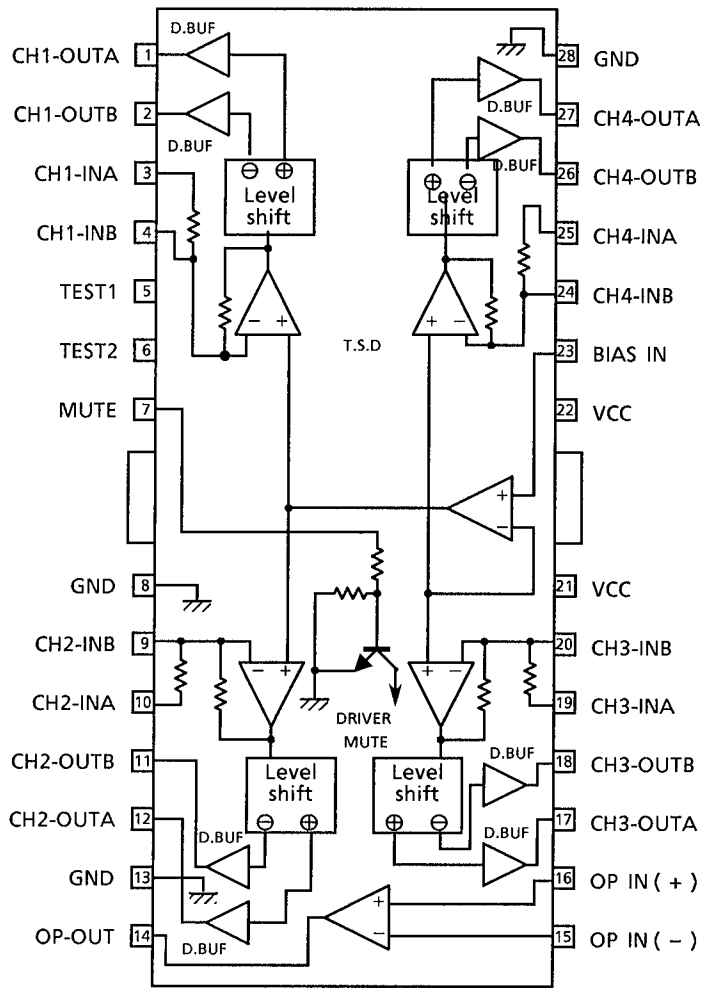 D.BUF
CH1-OUTA 1
CH1-OUTB 2
D.BUF
CH1-INA 3
⊖ ⊕
Level
shift
CH1-INB 4
TEST1 5
− +
TEST2 6
MUTE 7
GND 8
CH2-INB 9
− +
CH2-INA 10
CH2-OUTB 11
Level
shift
⊖ ⊕
CH2-OUTA 12
D.BUF
GND 13
OP-OUT 14
D.BUF
T.S.D
DRIVER
MUTE
28 GND
D.BUF
27 CH4-OUTA
D.BUF
26 CH4-OUTB
⊕ ⊖
Level
shift
25 CH4-INA
24 CH4-INB
+ −
23 BIAS IN
22 VCC
+
−
21 VCC
20 CH3-INB
+ −
19 CH3-INA
D.BUF
18 CH3-OUTB
Level
shift
⊕ ⊖
D.BUF
17 CH3-OUTA
16 OP IN ( + )
+
−
15 OP IN ( − )